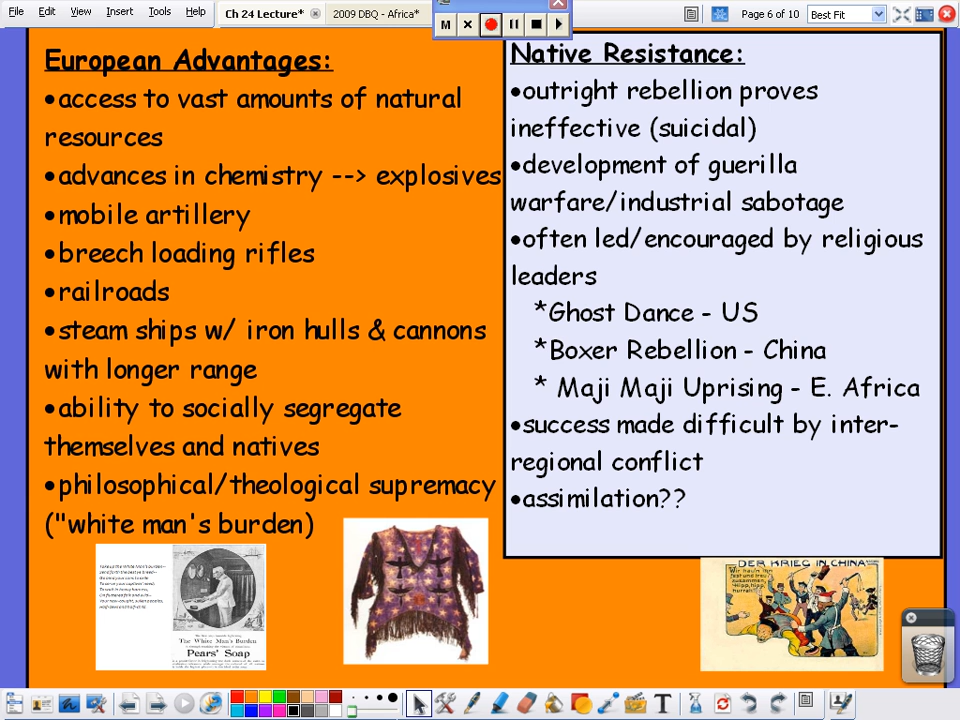 File Edit View Insert Tools Help
Ch 24 Lecture* 2009 DBQ - Africa*
M
Page 6 of 10 Best Fit
European Advantages:
•access to vast amounts of natural
resources
•advances in chemistry --> explosives
•mobile artillery
•breech loading rifles
•railroads
•steam ships w/ iron hulls & cannons
with longer range
•ability to socially segregate
themselves and natives
•philosophical/theological supremacy
("white man's burden)
Native Resistance:
•outright rebellion proves
ineffective (suicidal)
•development of guerilla
warfare/industrial sabotage
•often led/encouraged by religious
leaders
*Ghost Dance - US
*Boxer Rebellion - China
* Maji Maji Uprising - E. Africa
•success made difficult by inter-
regional conflict
•assimilation??
The White Man's Burden
Pears' Soap
DER KRIEG IN CHINA